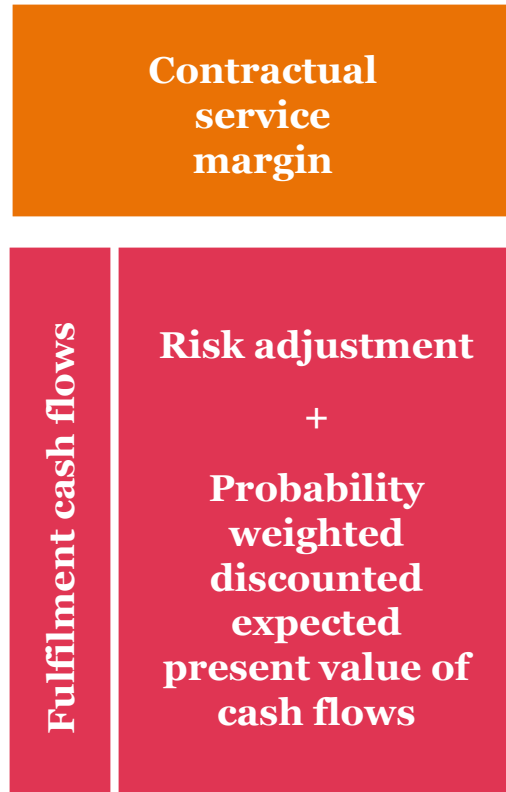 Contractual
service
margin
Fulfilment cash flows
Risk adjustment
+
Probability
weighted
discounted
expected
present value of
cash flows